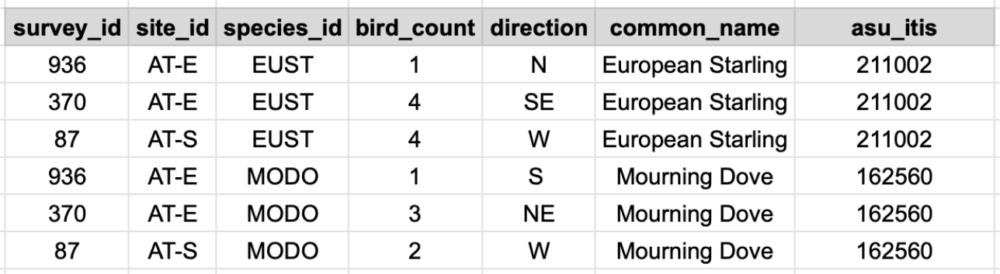 survey_id site_id species_id bird_count direction common_name asu_itis
936 AT-E EUST 1 N European Starling 211002
370 AT-E EUST 4 SE European Starling 211002
87 AT-S EUST 4 W European Starling 211002
936 AT-E MODO 1 S Mourning Dove 162560
370 AT-E MODO 3 NE Mourning Dove 162560
87 AT-S MODO 2 W Mourning Dove 162560